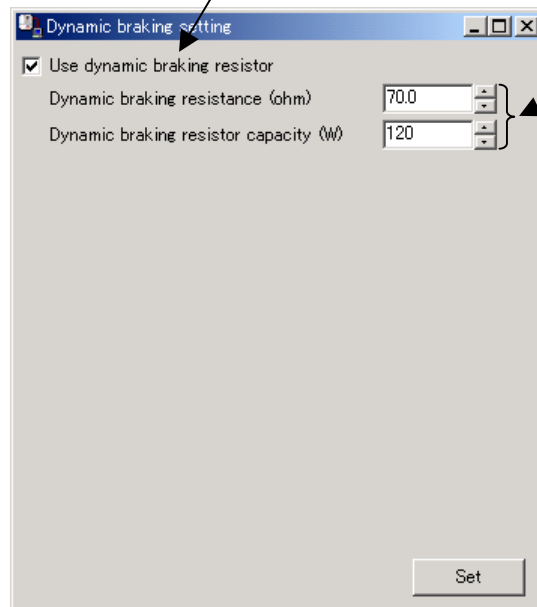 Dynamic braking setting
Use dynamic braking resistor
Dynamic braking resistance (ohm) 70.0
Dynamic braking resistor capacity (W) 120
Set